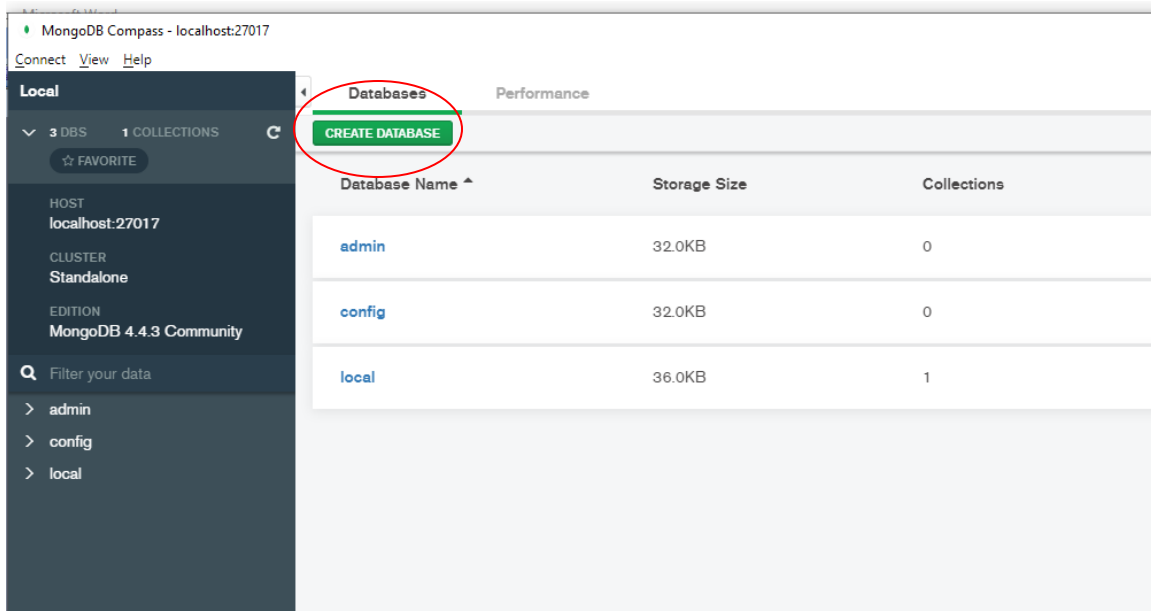 Microsoft Word
MongoDB Compass - localhost:27017
Connect View Help
Local
Databases Performance
3 DBS 1 COLLECTIONS
FAVORITE
CREATE DATABASE
HOST
localhost:27017
CLUSTER
Standalone
EDITION
MongoDB 4.4.3 Community
Filter your data
admin
config
local
Database Name Storage Size Collections
admin 32.0KB 0
config 32.0KB 0
local 36.0KB 1